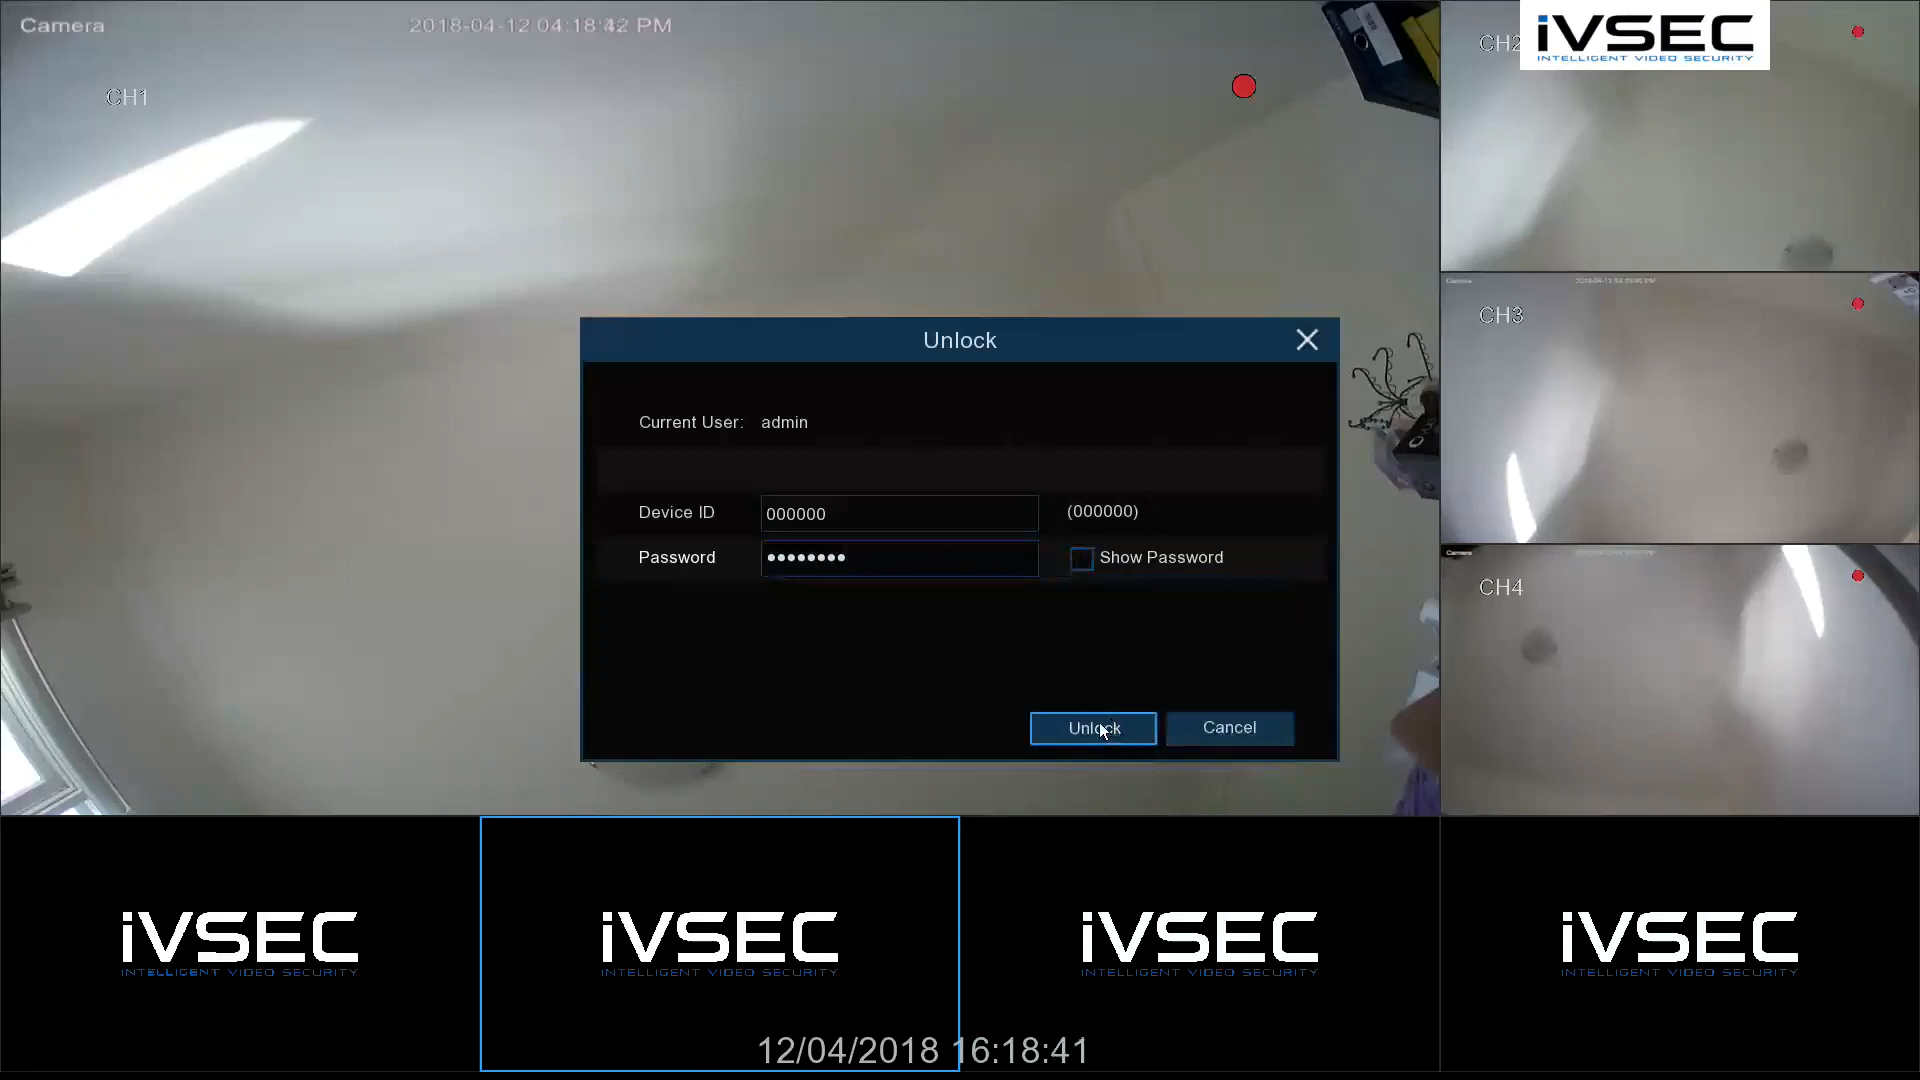 Camera
2018-04-12 04:18:42 PM
CH1
CH2
iVSEC
INTELLIGENT VIDEO SECURITY
Unlock
Current User: admin
Device ID 000000 (000000)
Password •••••••• Show Password
Unlock Cancel
Camera
CH3
Camera
CH4
iVSEC
INTELLIGENT VIDEO SECURITY
iVSEC
INTELLIGENT VIDEO SECURITY
iVSEC
INTELLIGENT VIDEO SECURITY
iVSEC
INTELLIGENT VIDEO SECURITY
12/04/2018 16:18:41